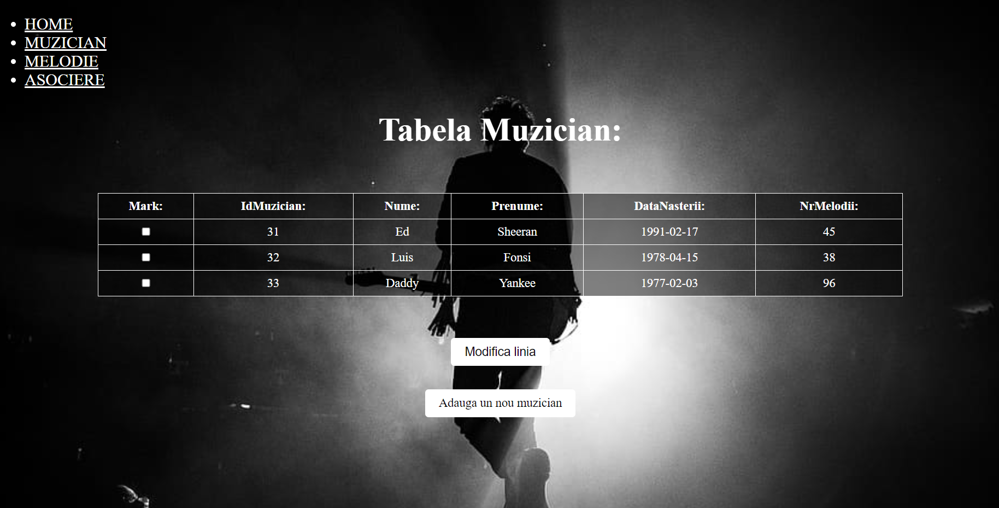 HOME
MUZICIAN
MELODIE
ASOCIERE
Tabela Muzician:
Mark: IdMuzician: Nume: Prenume: DataNasterii: NrMelodii:
31 Ed Sheeran 1991-02-17 45
32 Luis Fonsi 1978-04-15 38
33 Daddy Yankee 1977-02-03 96
Modifica linia
Adauga un nou muzician